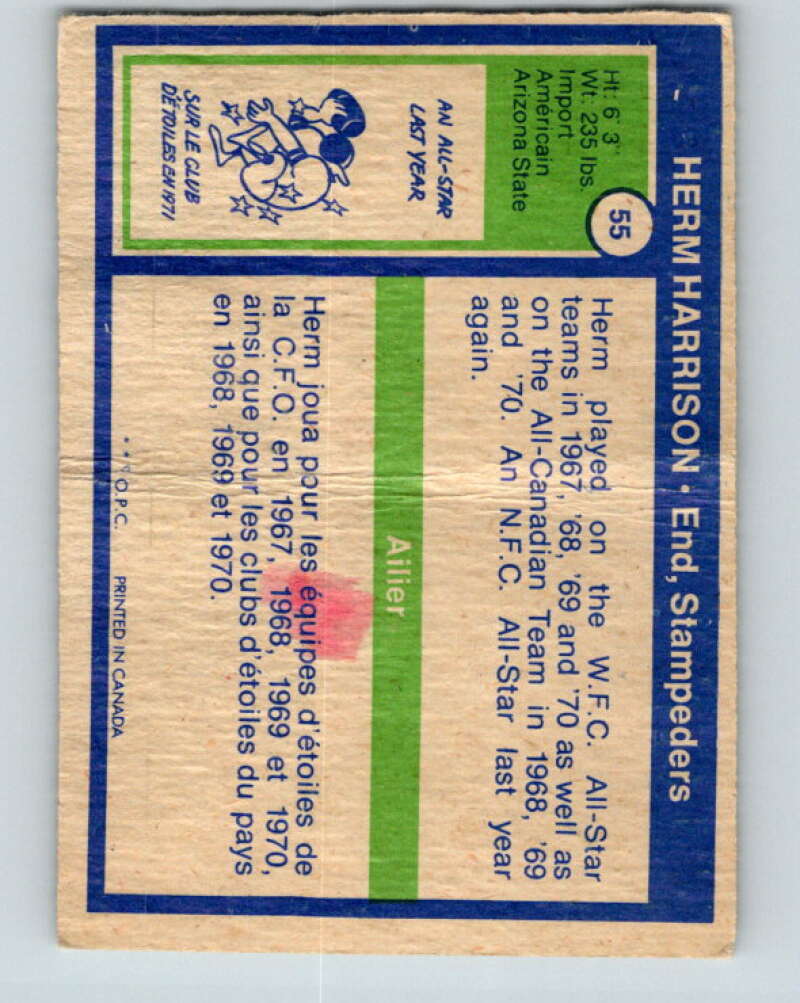 HERM HARRISON • End, Stampeders
55
Ht: 6' 3"
Wt: 235 lbs.
Import
Américain
Arizona State
AN ALL-STAR
LAST YEAR
SUR LE CLUB
D'ÉTOILES EN 1971
Herm played on the W.F.C. All-Star
teams in 1967, '68, '69 and '70 as well as
on the All-Canadian Team in 1968, '69
and '70. An N.F.C. All-Star last year
again.
Ailier
Herm joua pour les équipes d'étoiles de
la C.F.O. en 1967, 1968, 1969 et 1970,
ainsi que pour les clubs d'étoiles du pays
en 1968, 1969 et 1970.
O.P.C. PRINTED IN CANADA